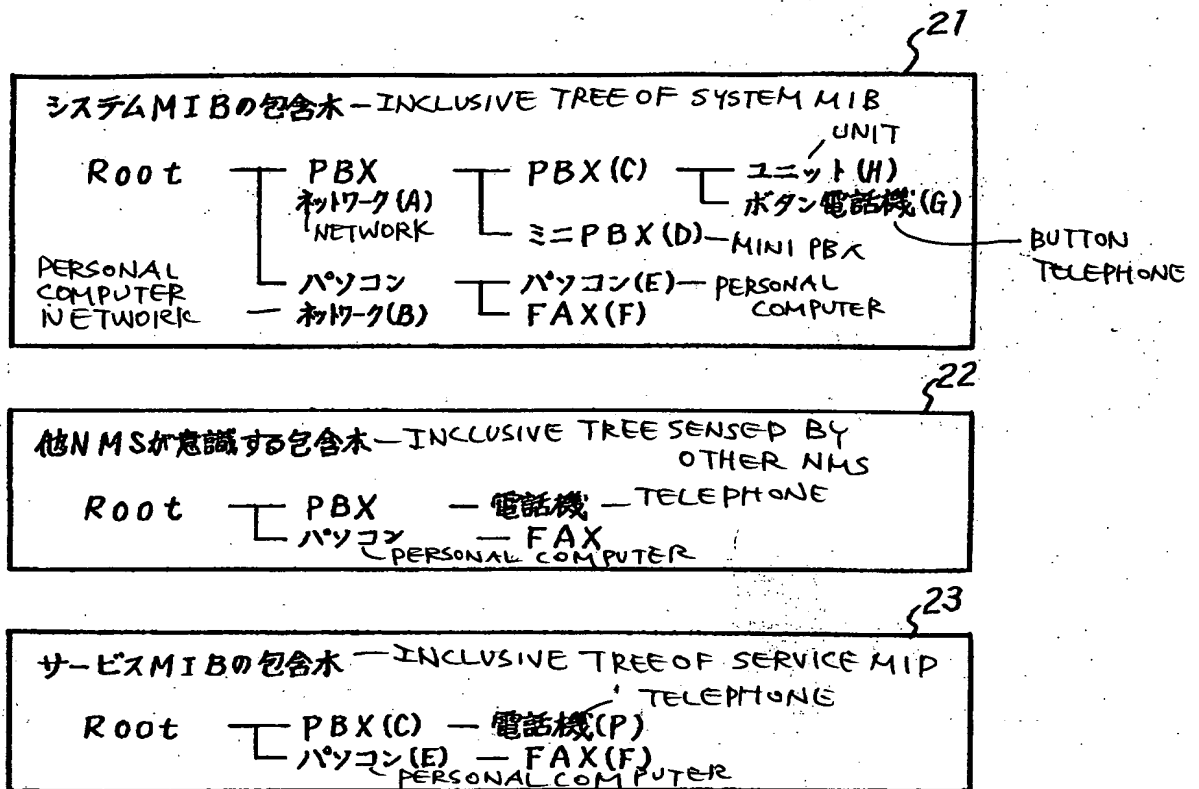 21
システムMIBの包含木－INCLUSIVE TREE OF SYSTEM MIB
UNIT
Root PBX PBX(C) ユニット(H)
ネットワーク(A) ボタン電話機(G)
NETWORK ミニPBX(D)－MINI PBX
BUTTON
TELEPHONE
PERSONAL
COMPUTER
NETWORK
パソコン パソコン(E)－PERSONAL
COMPUTER
ネットワーク(B) FAX(F)
22
他NMSが意識する包含木－INCLUSIVE TREE SENSED BY
OTHER NMS
Root PBX － 電話機 － TELEPHONE
パソコン － FAX
PERSONAL COMPUTER
23
サービスMIBの包含木－INCLUSIVE TREE OF SERVICE MIP
TELEPHONE
Root PBX(C) － 電話機(P)
パソコン(E) － FAX(F)
PERSONAL COMPUTER